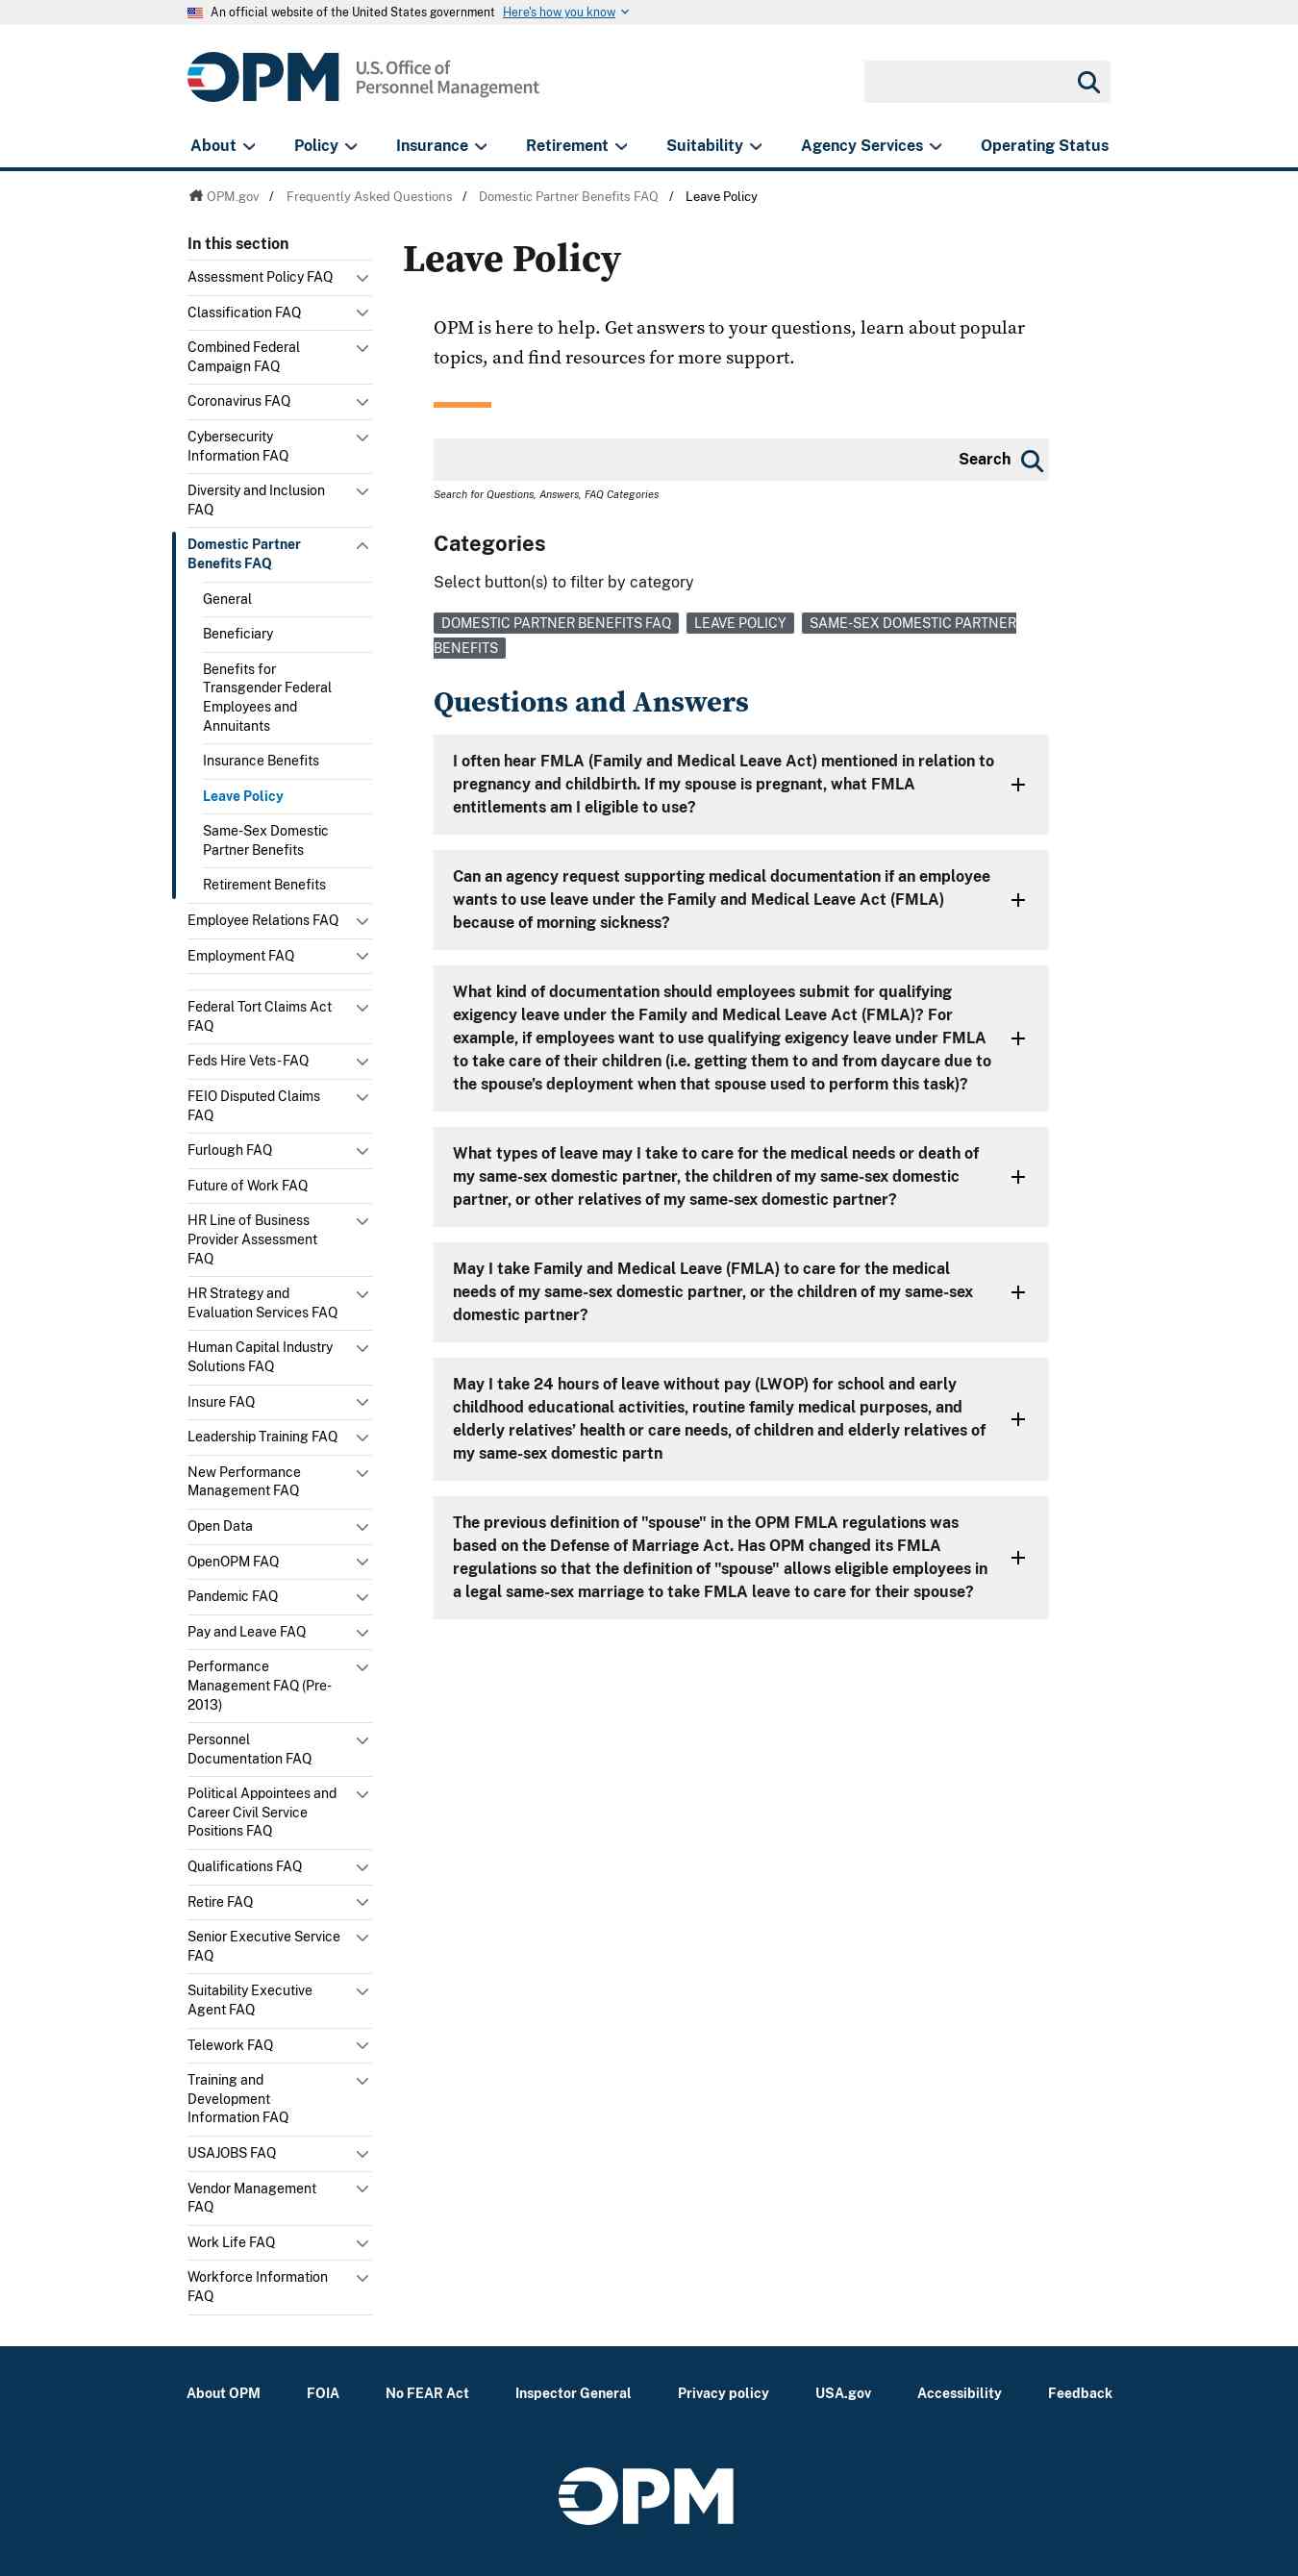 An official website of the United States government Here's how you know
OPM U.S. Office of
Personnel Management
About Policy Insurance Retirement Suitability Agency Services Operating Status
OPM.gov / Frequently Asked Questions / Domestic Partner Benefits FAQ / Leave Policy
In this section
Assessment Policy FAQ
Classification FAQ
Combined Federal
Campaign FAQ
Coronavirus FAQ
Cybersecurity
Information FAQ
Diversity and Inclusion
FAQ
Domestic Partner
Benefits FAQ
General
Beneficiary
Benefits for
Transgender Federal
Employees and
Annuitants
Insurance Benefits
Leave Policy
Same-Sex Domestic
Partner Benefits
Retirement Benefits
Employee Relations FAQ
Employment FAQ
Federal Tort Claims Act
FAQ
Feds Hire Vets-FAQ
FEIO Disputed Claims
FAQ
Furlough FAQ
Future of Work FAQ
HR Line of Business
Provider Assessment
FAQ
HR Strategy and
Evaluation Services FAQ
Human Capital Industry
Solutions FAQ
Insure FAQ
Leadership Training FAQ
New Performance
Management FAQ
Open Data
OpenOPM FAQ
Pandemic FAQ
Pay and Leave FAQ
Performance
Management FAQ (Pre-
2013)
Personnel
Documentation FAQ
Political Appointees and
Career Civil Service
Positions FAQ
Qualifications FAQ
Retire FAQ
Senior Executive Service
FAQ
Suitability Executive
Agent FAQ
Telework FAQ
Training and
Development
Information FAQ
USAJOBS FAQ
Vendor Management
FAQ
Work Life FAQ
Workforce Information
FAQ
Leave Policy
OPM is here to help. Get answers to your questions, learn about popular
topics, and find resources for more support.
Search
Search for Questions, Answers, FAQ Categories
Categories
Select button(s) to filter by category
DOMESTIC PARTNER BENEFITS FAQ LEAVE POLICY SAME-SEX DOMESTIC PARTNER
BENEFITS
Questions and Answers
I often hear FMLA (Family and Medical Leave Act) mentioned in relation to
pregnancy and childbirth. If my spouse is pregnant, what FMLA
entitlements am I eligible to use?
Can an agency request supporting medical documentation if an employee
wants to use leave under the Family and Medical Leave Act (FMLA)
because of morning sickness?
What kind of documentation should employees submit for qualifying
exigency leave under the Family and Medical Leave Act (FMLA)? For
example, if employees want to use qualifying exigency leave under FMLA
to take care of their children (i.e. getting them to and from daycare due to
the spouse’s deployment when that spouse used to perform this task)?
What types of leave may I take to care for the medical needs or death of
my same-sex domestic partner, the children of my same-sex domestic
partner, or other relatives of my same-sex domestic partner?
May I take Family and Medical Leave (FMLA) to care for the medical
needs of my same-sex domestic partner, or the children of my same-sex
domestic partner?
May I take 24 hours of leave without pay (LWOP) for school and early
childhood educational activities, routine family medical purposes, and
elderly relatives’ health or care needs, of children and elderly relatives of
my same-sex domestic partn
The previous definition of "spouse" in the OPM FMLA regulations was
based on the Defense of Marriage Act. Has OPM changed its FMLA
regulations so that the definition of "spouse" allows eligible employees in
a legal same-sex marriage to take FMLA leave to care for their spouse?
About OPM FOIA No FEAR Act Inspector General Privacy policy USA.gov Accessibility Feedback
OPM